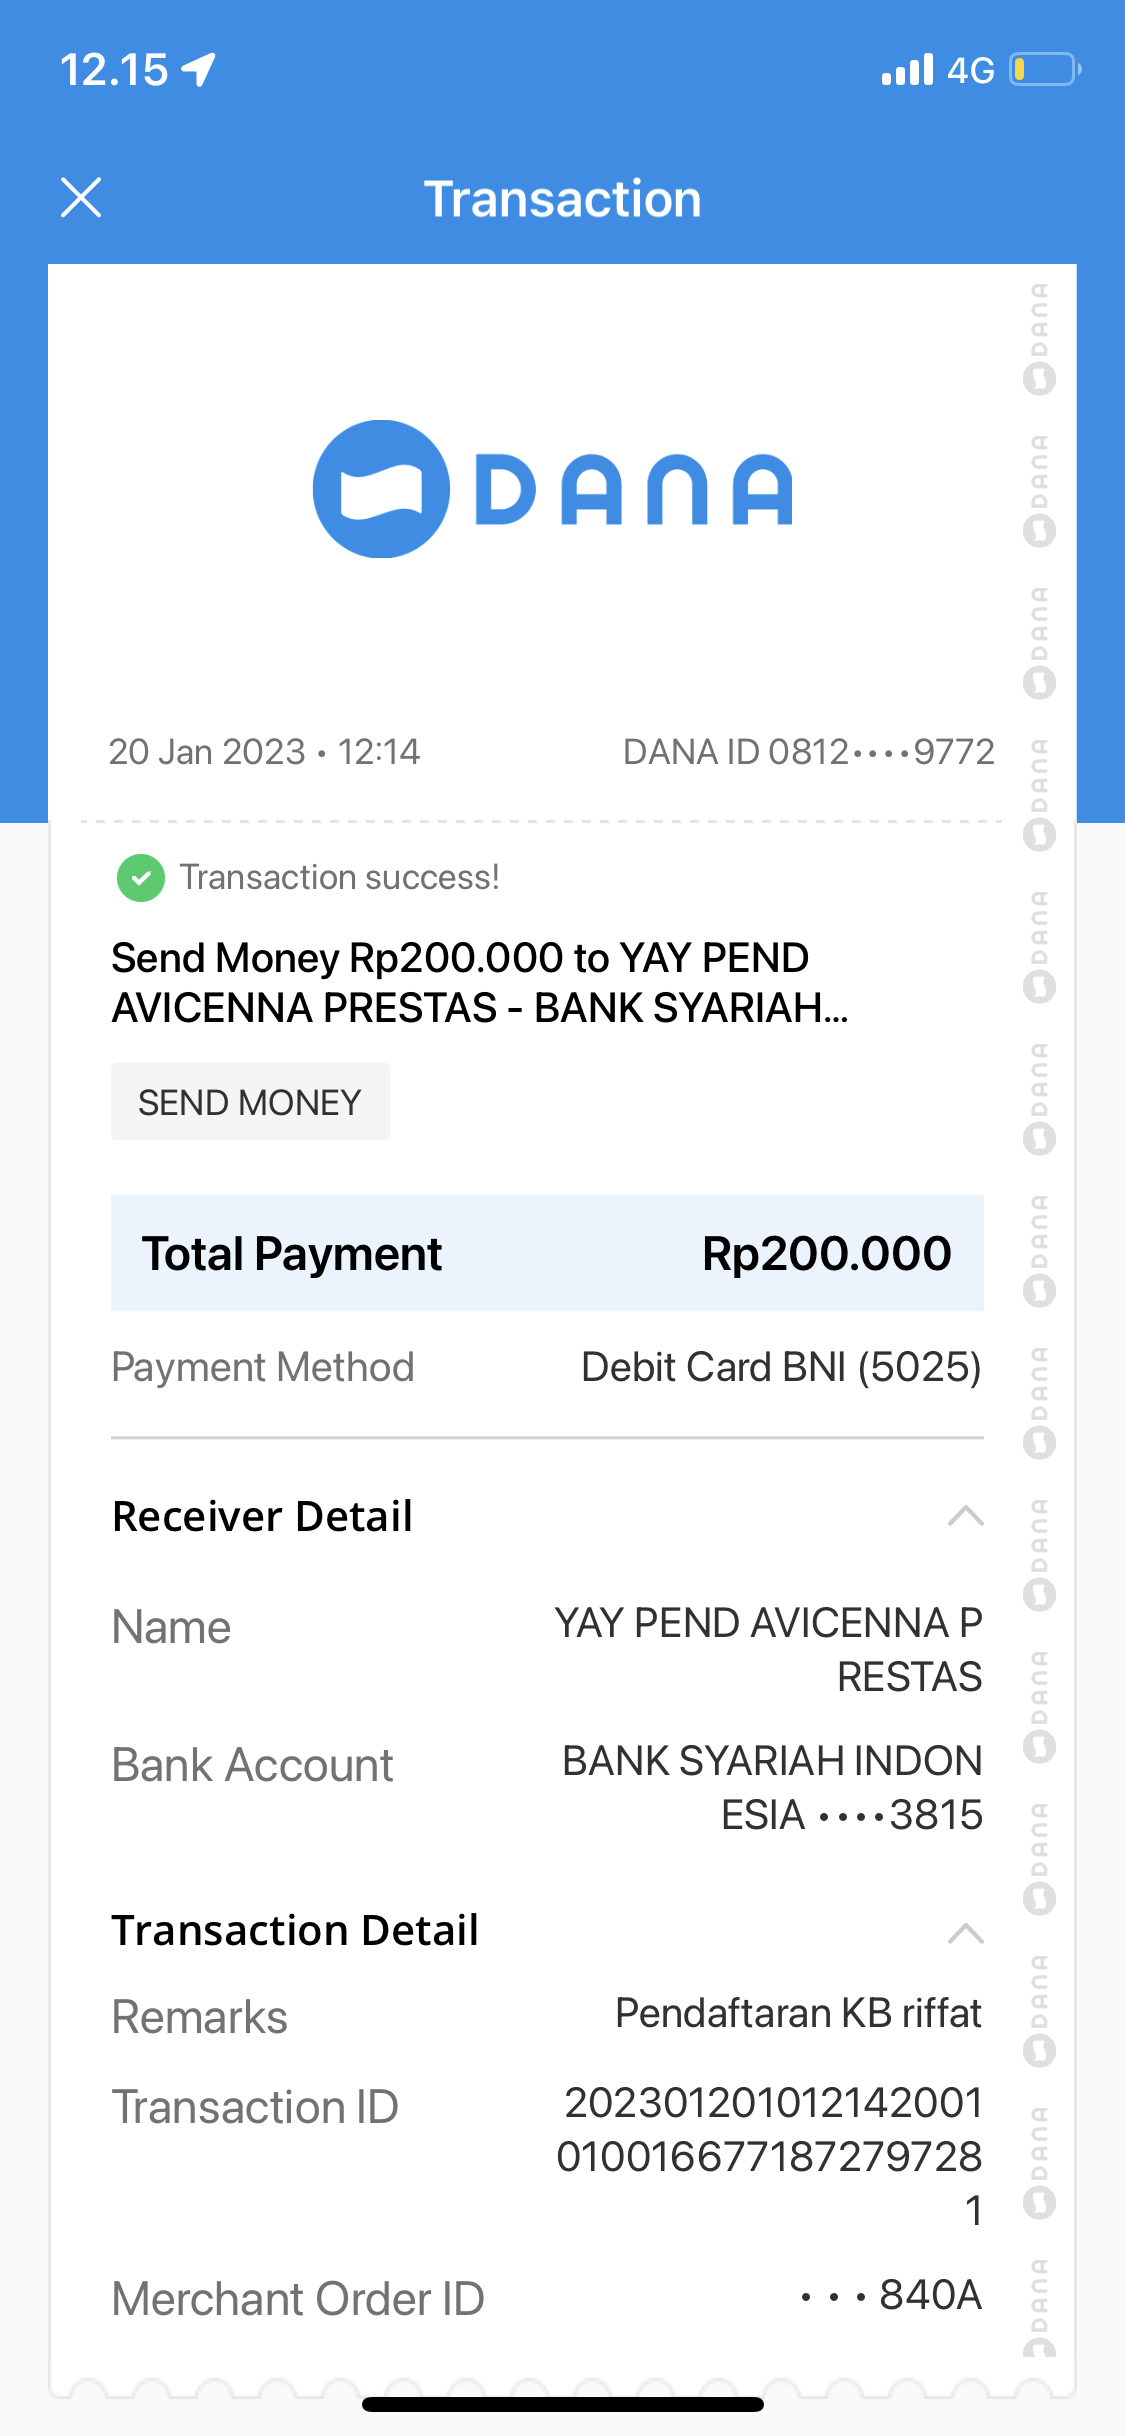 12.15
4G
Transaction
DANA
20 Jan 2023 • 12:14
DANA ID 0812••••9772
Transaction success!
Send Money Rp200.000 to YAY PEND
AVICENNA PRESTAS - BANK SYARIAH...
SEND MONEY
Total Payment
Rp200.000
Payment Method
Debit Card BNI (5025)
Receiver Detail
Name
YAY PEND AVICENNA P
RESTAS
Bank Account
BANK SYARIAH INDON
ESIA ••••3815
Transaction Detail
Remarks
Pendaftaran KB riffat
Transaction ID
202301201012142001
010016677187279728
1
Merchant Order ID
• • • 840A
DANA
DANA
DANA
DANA
DANA
DANA
DANA
DANA
DANA
DANA
DANA
DANA
DANA
DANA